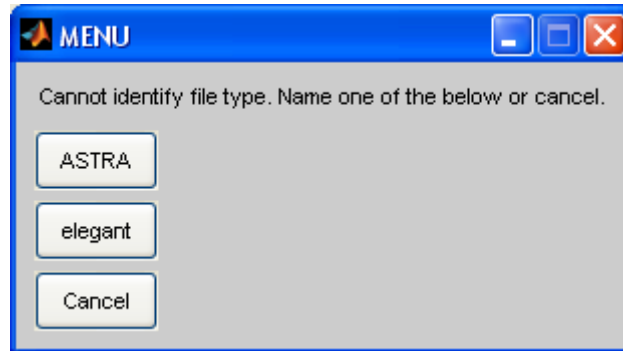 MENU
Cannot identify file type. Name one of the below or cancel.
ASTRA
elegant
Cancel